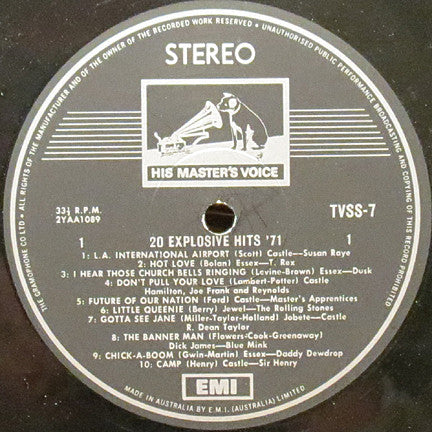 ALL RIGHTS OF THE MANUFACTURER AND OF THE OWNER OF THE RECORDED WORK RESERVED • UNAUTHORISED PUBLIC PERFORMANCE BROADCASTING AND COPYING OF THIS RECORD PROHIBITED
THE GRAMOPHONE CO LTD •
STEREO
HIS MASTER'S VOICE
33⅓ R.P.M.
2YAA1089
TVSS-7
1 20 EXPLOSIVE HITS '71 1
1: L.A. INTERNATIONAL AIRPORT (Scott) Castle—Susan Raye
2: HOT LOVE (Bolan) Essex—T. Rex
3: I HEAR THOSE CHURCH BELLS RINGING (Levine-Brown) Essex—Dusk
4: DON'T PULL YOUR LOVE (Lambert-Potter) Castle
Hamilton, Joe Frank and Reynolds
5: FUTURE OF OUR NATION (Ford) Castle—Master's Apprentices
6: LITTLE QUEENIE (Berry) Jewel—The Rolling Stones
7: GOTTA SEE JANE (Miller-Taylor-Holland) Jobete—Castle
R. Dean Taylor
8: THE BANNER MAN (Flowers-Cook-Greenaway)
Dick James—Blue Mink
9: CHICK-A-BOOM (Gwin-Martin) Essex—Daddy Dewdrop
10: CAMP (Henry) Castle—Sir Henry
EMI
MADE IN AUSTRALIA BY E.M.I. (AUSTRALIA) LIMITED